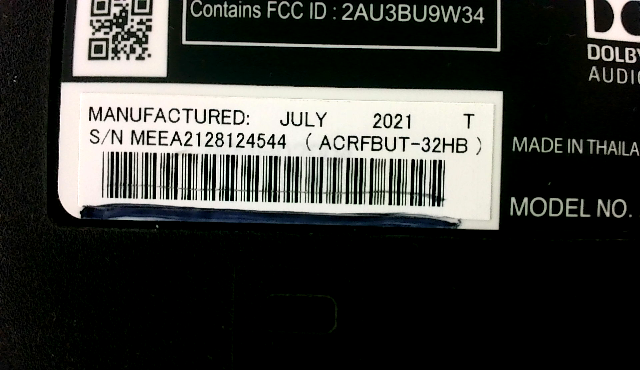 Contains FCC ID : 2AU3BU9W34
DOLBY
AUDIO
MANUFACTURED: JULY 2021 T
S/N MEEA2128124544 ( ACRFBUT-32HB )
MADE IN THAILA
MODEL NO.